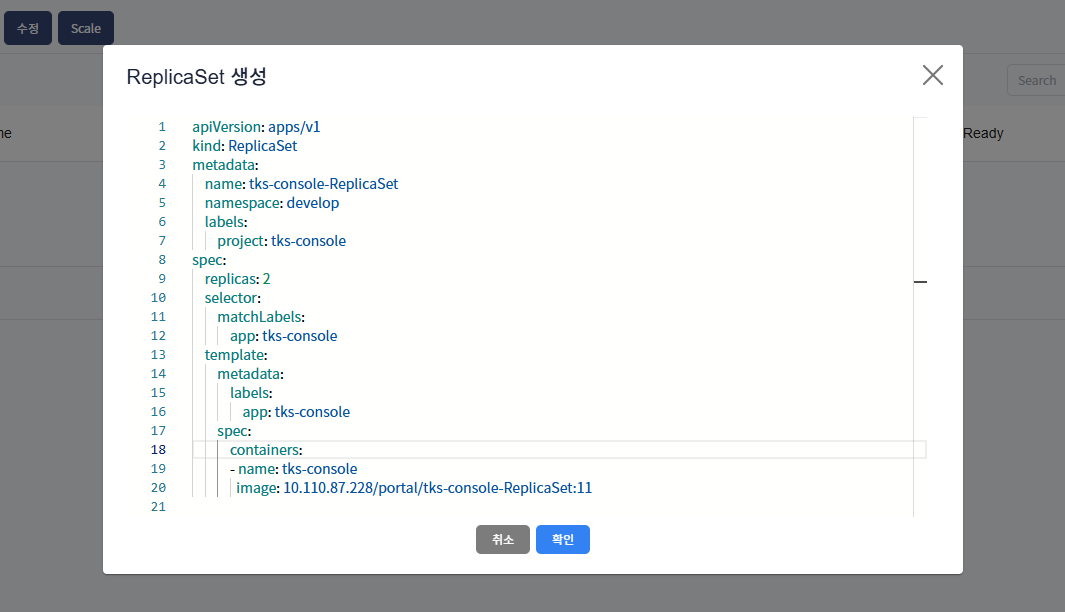 수정 Scale
ReplicaSet 생성
Search
me
Ready
1 apiVersion: apps/v1
2 kind: ReplicaSet
3 metadata:
4 name: tks-console-ReplicaSet
5 namespace: develop
6 labels:
7 project: tks-console
8 spec:
9 replicas: 2
10 selector:
11 matchLabels:
12 app: tks-console
13 template:
14 metadata:
15 labels:
16 app: tks-console
17 spec:
18 containers:
19 - name: tks-console
20 image: 10.110.87.228/portal/tks-console-ReplicaSet:11
21
취소 확인